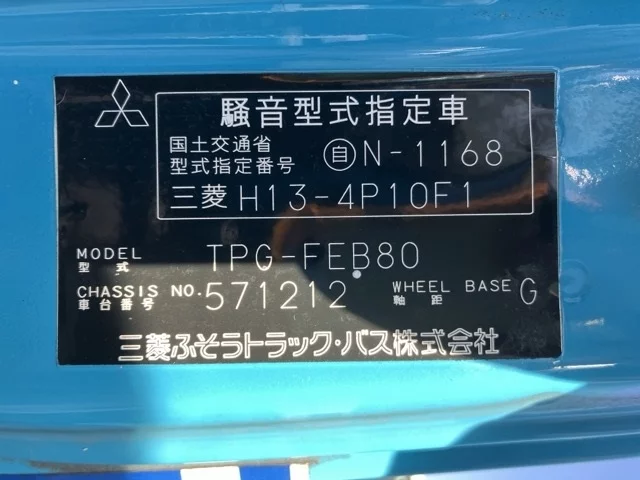 騒音型式指定車
国土交通省
型式指定番号 自N-1168
三菱 H13-4P10F1
MODEL
型式 TPG-FEB80
CHASSIS NO. 571212 WHEEL BASE G
車台番号 軸距
三菱ふそうトラック・バス株式会社